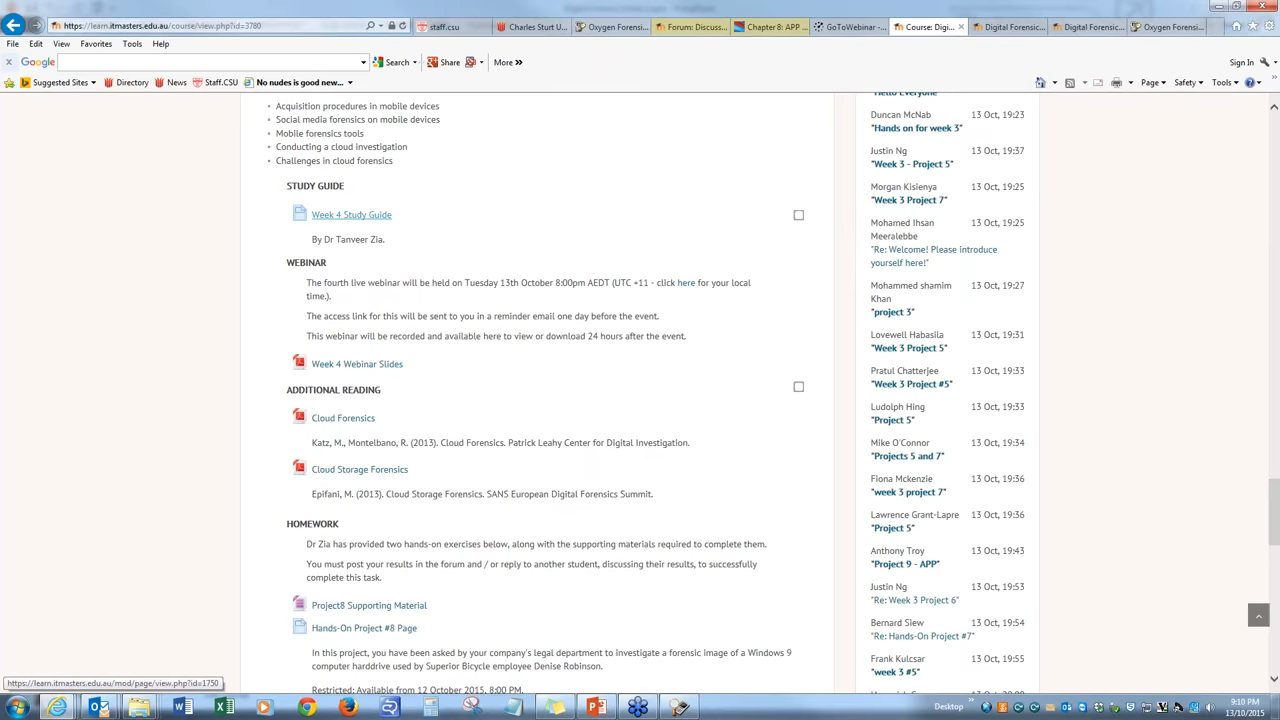 https://learn.itmasters.edu.au/course/view.php?id=3780
staff.csu
Charles Sturt U...
Oxygen Forensi...
Forum: Discuss...
Chapter 8: APP ...
GoToWebinar -...
Course: Digi...
Digital Forensic...
Digital Forensic...
Oxygen Forensi...
File Edit View Favorites Tools Help
Google Search Share More »
Sign In
Suggested Sites Directory News Staff.CSU No nudes is good new...
Page Safety Tools
Acquisition procedures in mobile devices
Social media forensics on mobile devices
Mobile forensics tools
Conducting a cloud investigation
Challenges in cloud forensics
STUDY GUIDE
Week 4 Study Guide
By Dr Tanveer Zia.
WEBINAR
The fourth live webinar will be held on Tuesday 13th October 8:00pm AEDT (UTC +11 - click here for your local
time.).
The access link for this will be sent to you in a reminder email one day before the event.
This webinar will be recorded and available here to view or download 24 hours after the event.
Week 4 Webinar Slides
ADDITIONAL READING
Cloud Forensics
Katz, M., Montelbano, R. (2013). Cloud Forensics. Patrick Leahy Center for Digital Investigation.
Cloud Storage Forensics
Epifani, M. (2013). Cloud Storage Forensics. SANS European Digital Forensics Summit.
HOMEWORK
Dr Zia has provided two hands-on exercises below, along with the supporting materials required to complete them.
You must post your results in the forum and / or reply to another student, discussing their results, to successfully
complete this task.
Project8 Supporting Material
Hands-On Project #8 Page
In this project, you have been asked by your company's legal department to investigate a forensic image of a Windows 9
computer harddrive used by Superior Bicycle employee Denise Robinson.
Restricted: Available from 12 October 2015, 8:00 PM.
"Hello Everyone"
Duncan McNab 13 Oct, 19:23
"Hands on for week 3"
Justin Ng 13 Oct, 19:37
"Week 3 - Project 5"
Morgan Kisienya 13 Oct, 19:25
"Week 3 Project 7"
Mohamed Ihsan 13 Oct, 19:25
Meeralebbe
"Re: Welcome! Please introduce
yourself here!"
Mohammed shamim 13 Oct, 19:27
Khan
"project 3"
Lovewell Habasila 13 Oct, 19:31
"Week 3 Project 5"
Pratul Chatterjee 13 Oct, 19:33
"Week 3 Project #5"
Ludolph Hing 13 Oct, 19:33
"Project 5"
Mike O'Connor 13 Oct, 19:34
"Projects 5 and 7"
Fiona Mckenzie 13 Oct, 19:36
"week 3 project 7"
Lawrence Grant-Lapre 13 Oct, 19:36
"Project 5"
Anthony Troy 13 Oct, 19:43
"Project 9 - APP"
Justin Ng 13 Oct, 19:53
"Re: Week 3 Project 6"
Bernard Siew 13 Oct, 19:54
"Re: Hands-On Project #7"
Frank Kulcsar 13 Oct, 19:55
"week 3 #5"
https://learn.itmasters.edu.au/mod/page/view.php?id=1750
Desktop
9:10 PM
13/10/2015